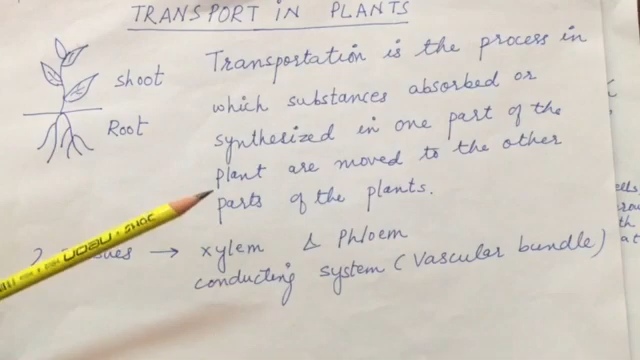 TRANSPORT IN PLANTS
Shoot
Root
Transportation is the process in
which substances absorbed or
synthesized in one part of the
plant are moved to the other
parts of the plants.
2 → xylem & Phloem
conducting system (Vascular bundle)
NOEU